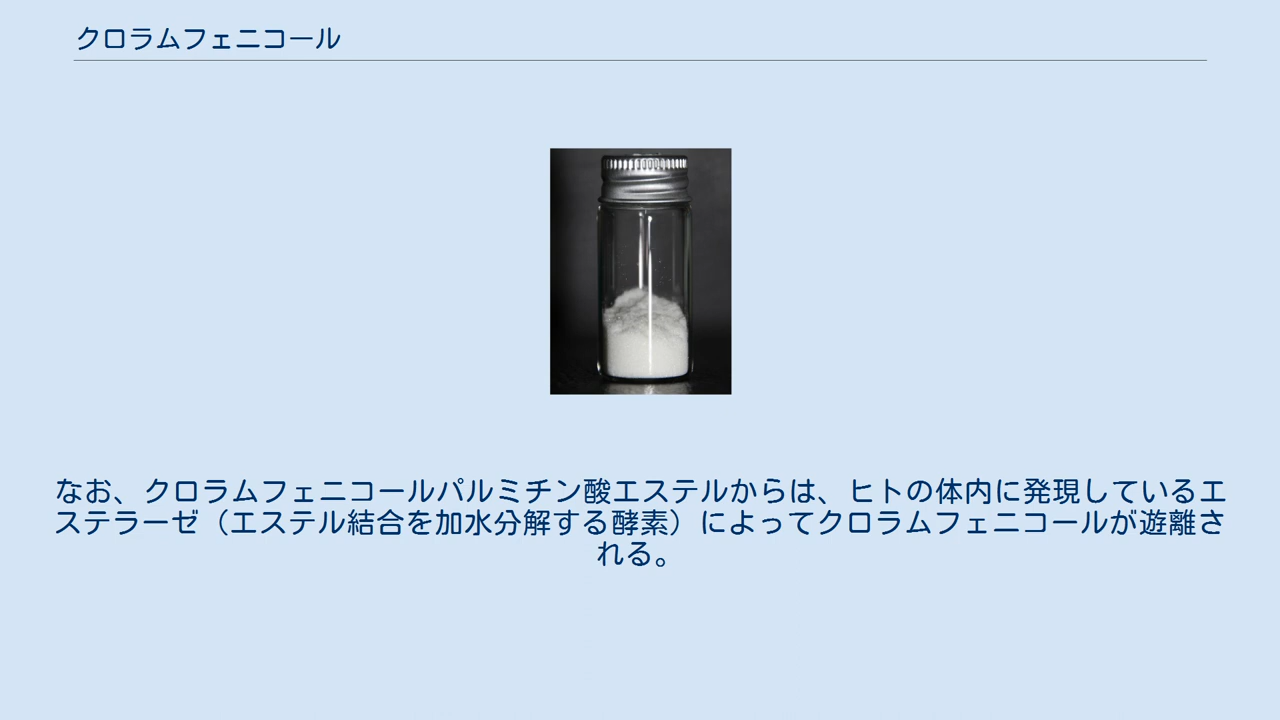 クロラムフェニコール
なお、クロラムフェニコールパルミチン酸エステルからは、ヒトの体内に発現しているエ
ステラーゼ（エステル結合を加水分解する酵素）によってクロラムフェニコールが遊離さ
れる。